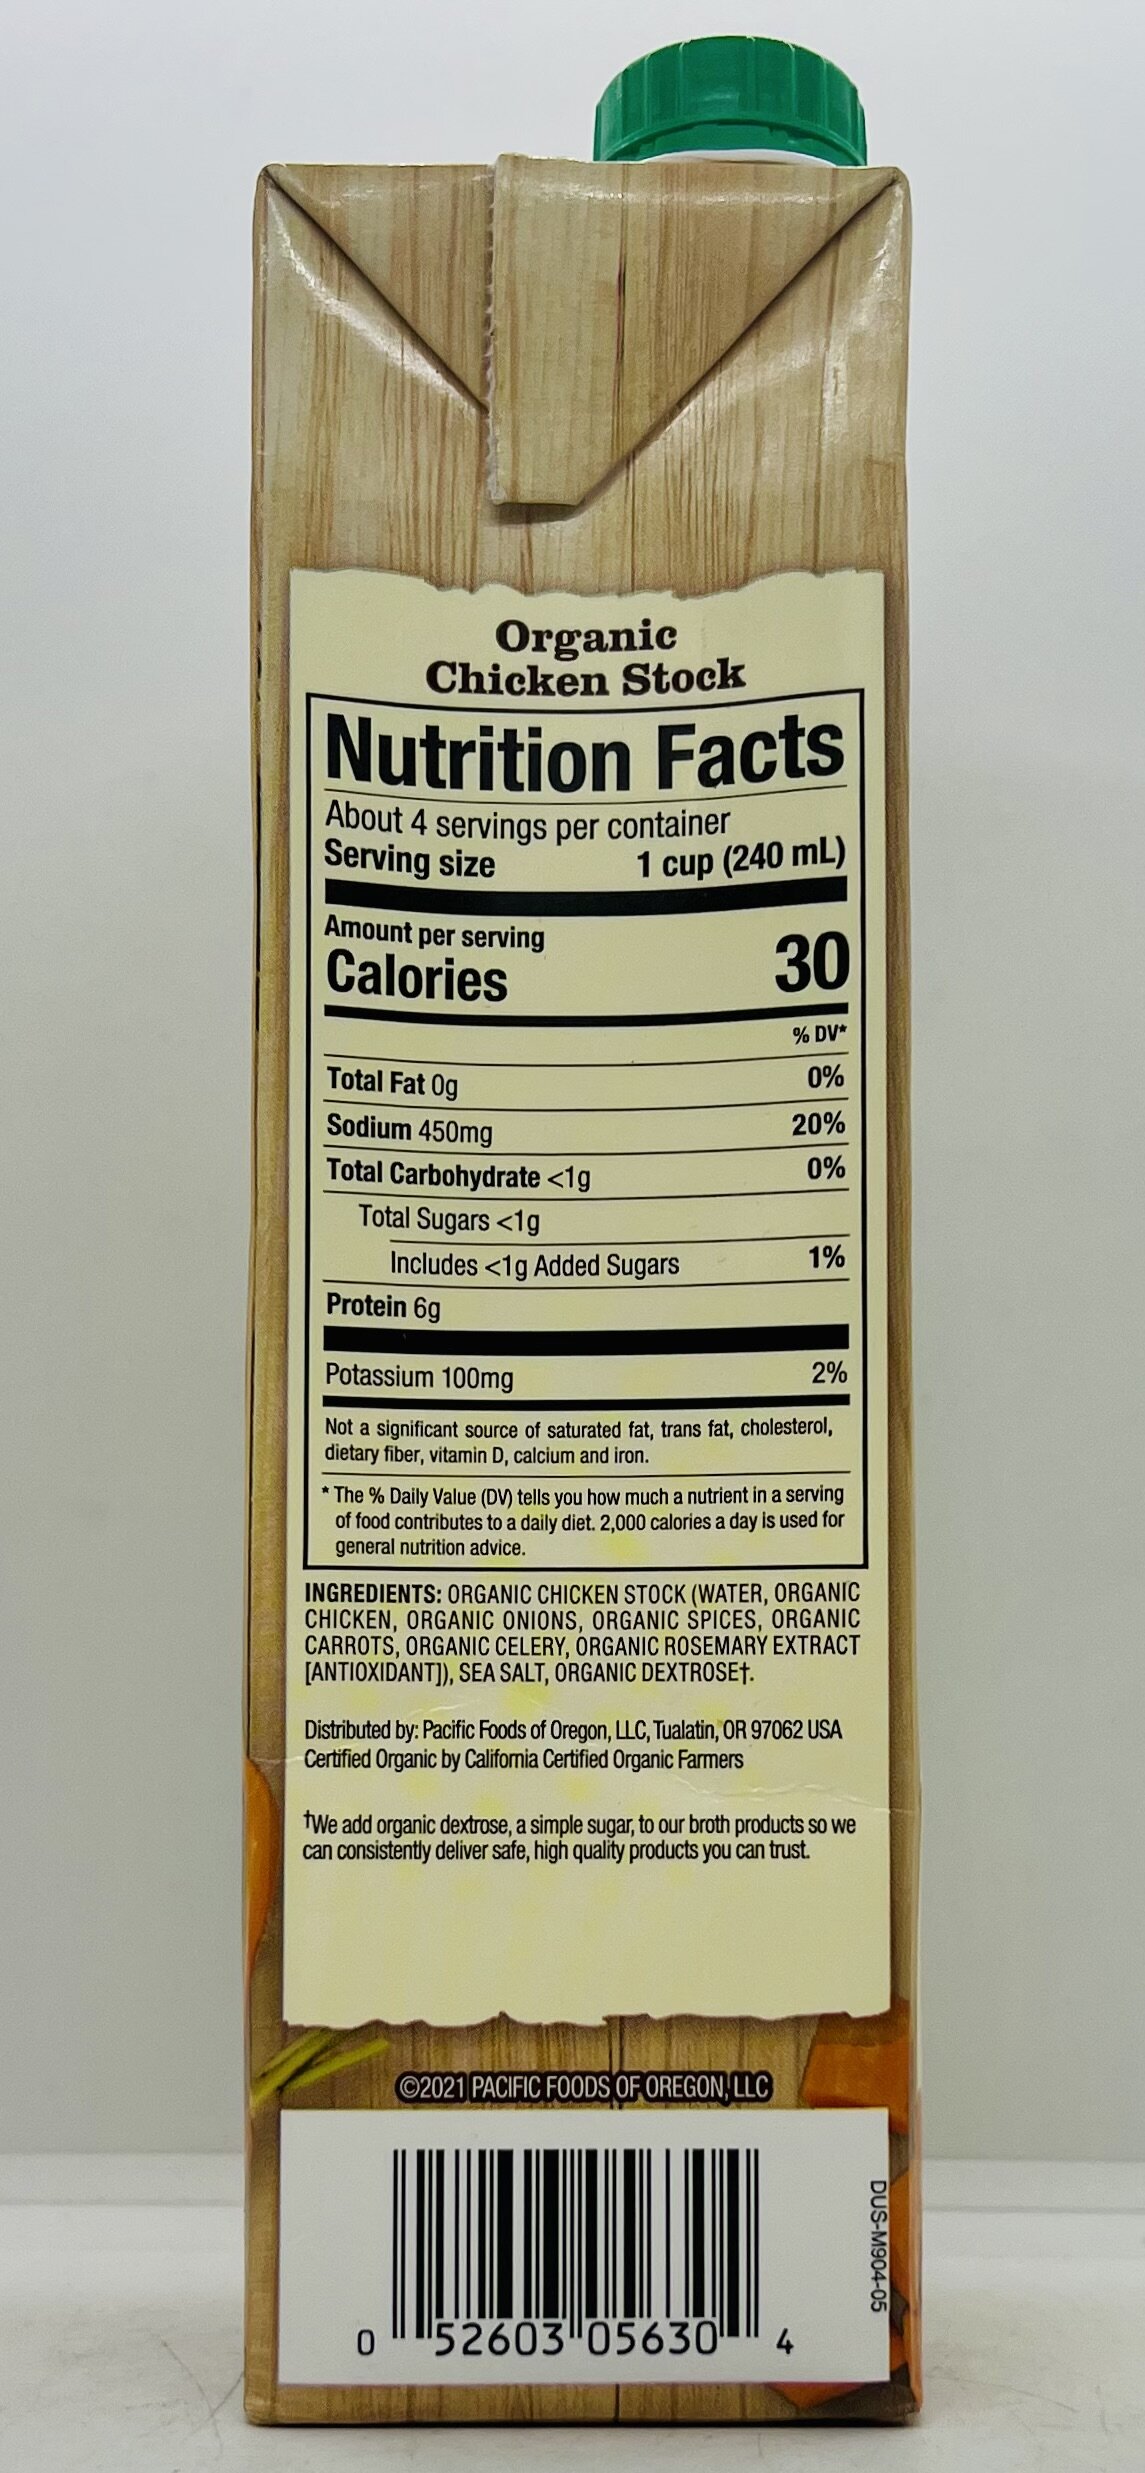 Organic
Chicken Stock
Nutrition Facts
About 4 servings per container
Serving size 1 cup (240 mL)
Amount per serving
Calories 30
% DV*
Total Fat 0g 0%
Sodium 450mg 20%
Total Carbohydrate <1g 0%
Total Sugars <1g
Includes <1g Added Sugars 1%
Protein 6g
Potassium 100mg 2%
Not a significant source of saturated fat, trans fat, cholesterol,
dietary fiber, vitamin D, calcium and iron.
* The % Daily Value (DV) tells you how much a nutrient in a serving
of food contributes to a daily diet. 2,000 calories a day is used for
general nutrition advice.
INGREDIENTS: ORGANIC CHICKEN STOCK (WATER, ORGANIC
CHICKEN, ORGANIC ONIONS, ORGANIC SPICES, ORGANIC
CARROTS, ORGANIC CELERY, ORGANIC ROSEMARY EXTRACT
[ANTIOXIDANT]), SEA SALT, ORGANIC DEXTROSE†.
Distributed by: Pacific Foods of Oregon, LLC, Tualatin, OR 97062 USA
Certified Organic by California Certified Organic Farmers
†We add organic dextrose, a simple sugar, to our broth products so we
can consistently deliver safe, high quality products you can trust.
©2021 PACIFIC FOODS OF OREGON, LLC
DUS-M904-05
0 52603 05630 4